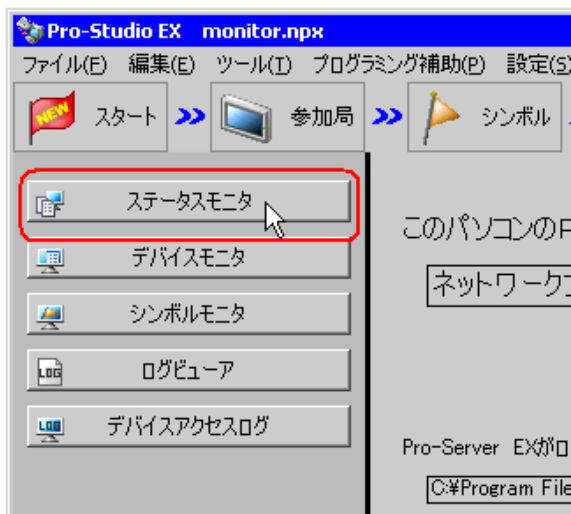 Pro-Studio EX monitor.npx
ファイル(F) 編集(E) ツール(T) プログラミング補助(P) 設定(S)
NEW スタート 参加局 シンボル
ステータスモニタ
このパソコンの
デバイスモニタ
ネットワーク
シンボルモニタ
LOG ログビューア
LOG デバイスアクセスログ
Pro-Server EXがロ
C:¥Program File